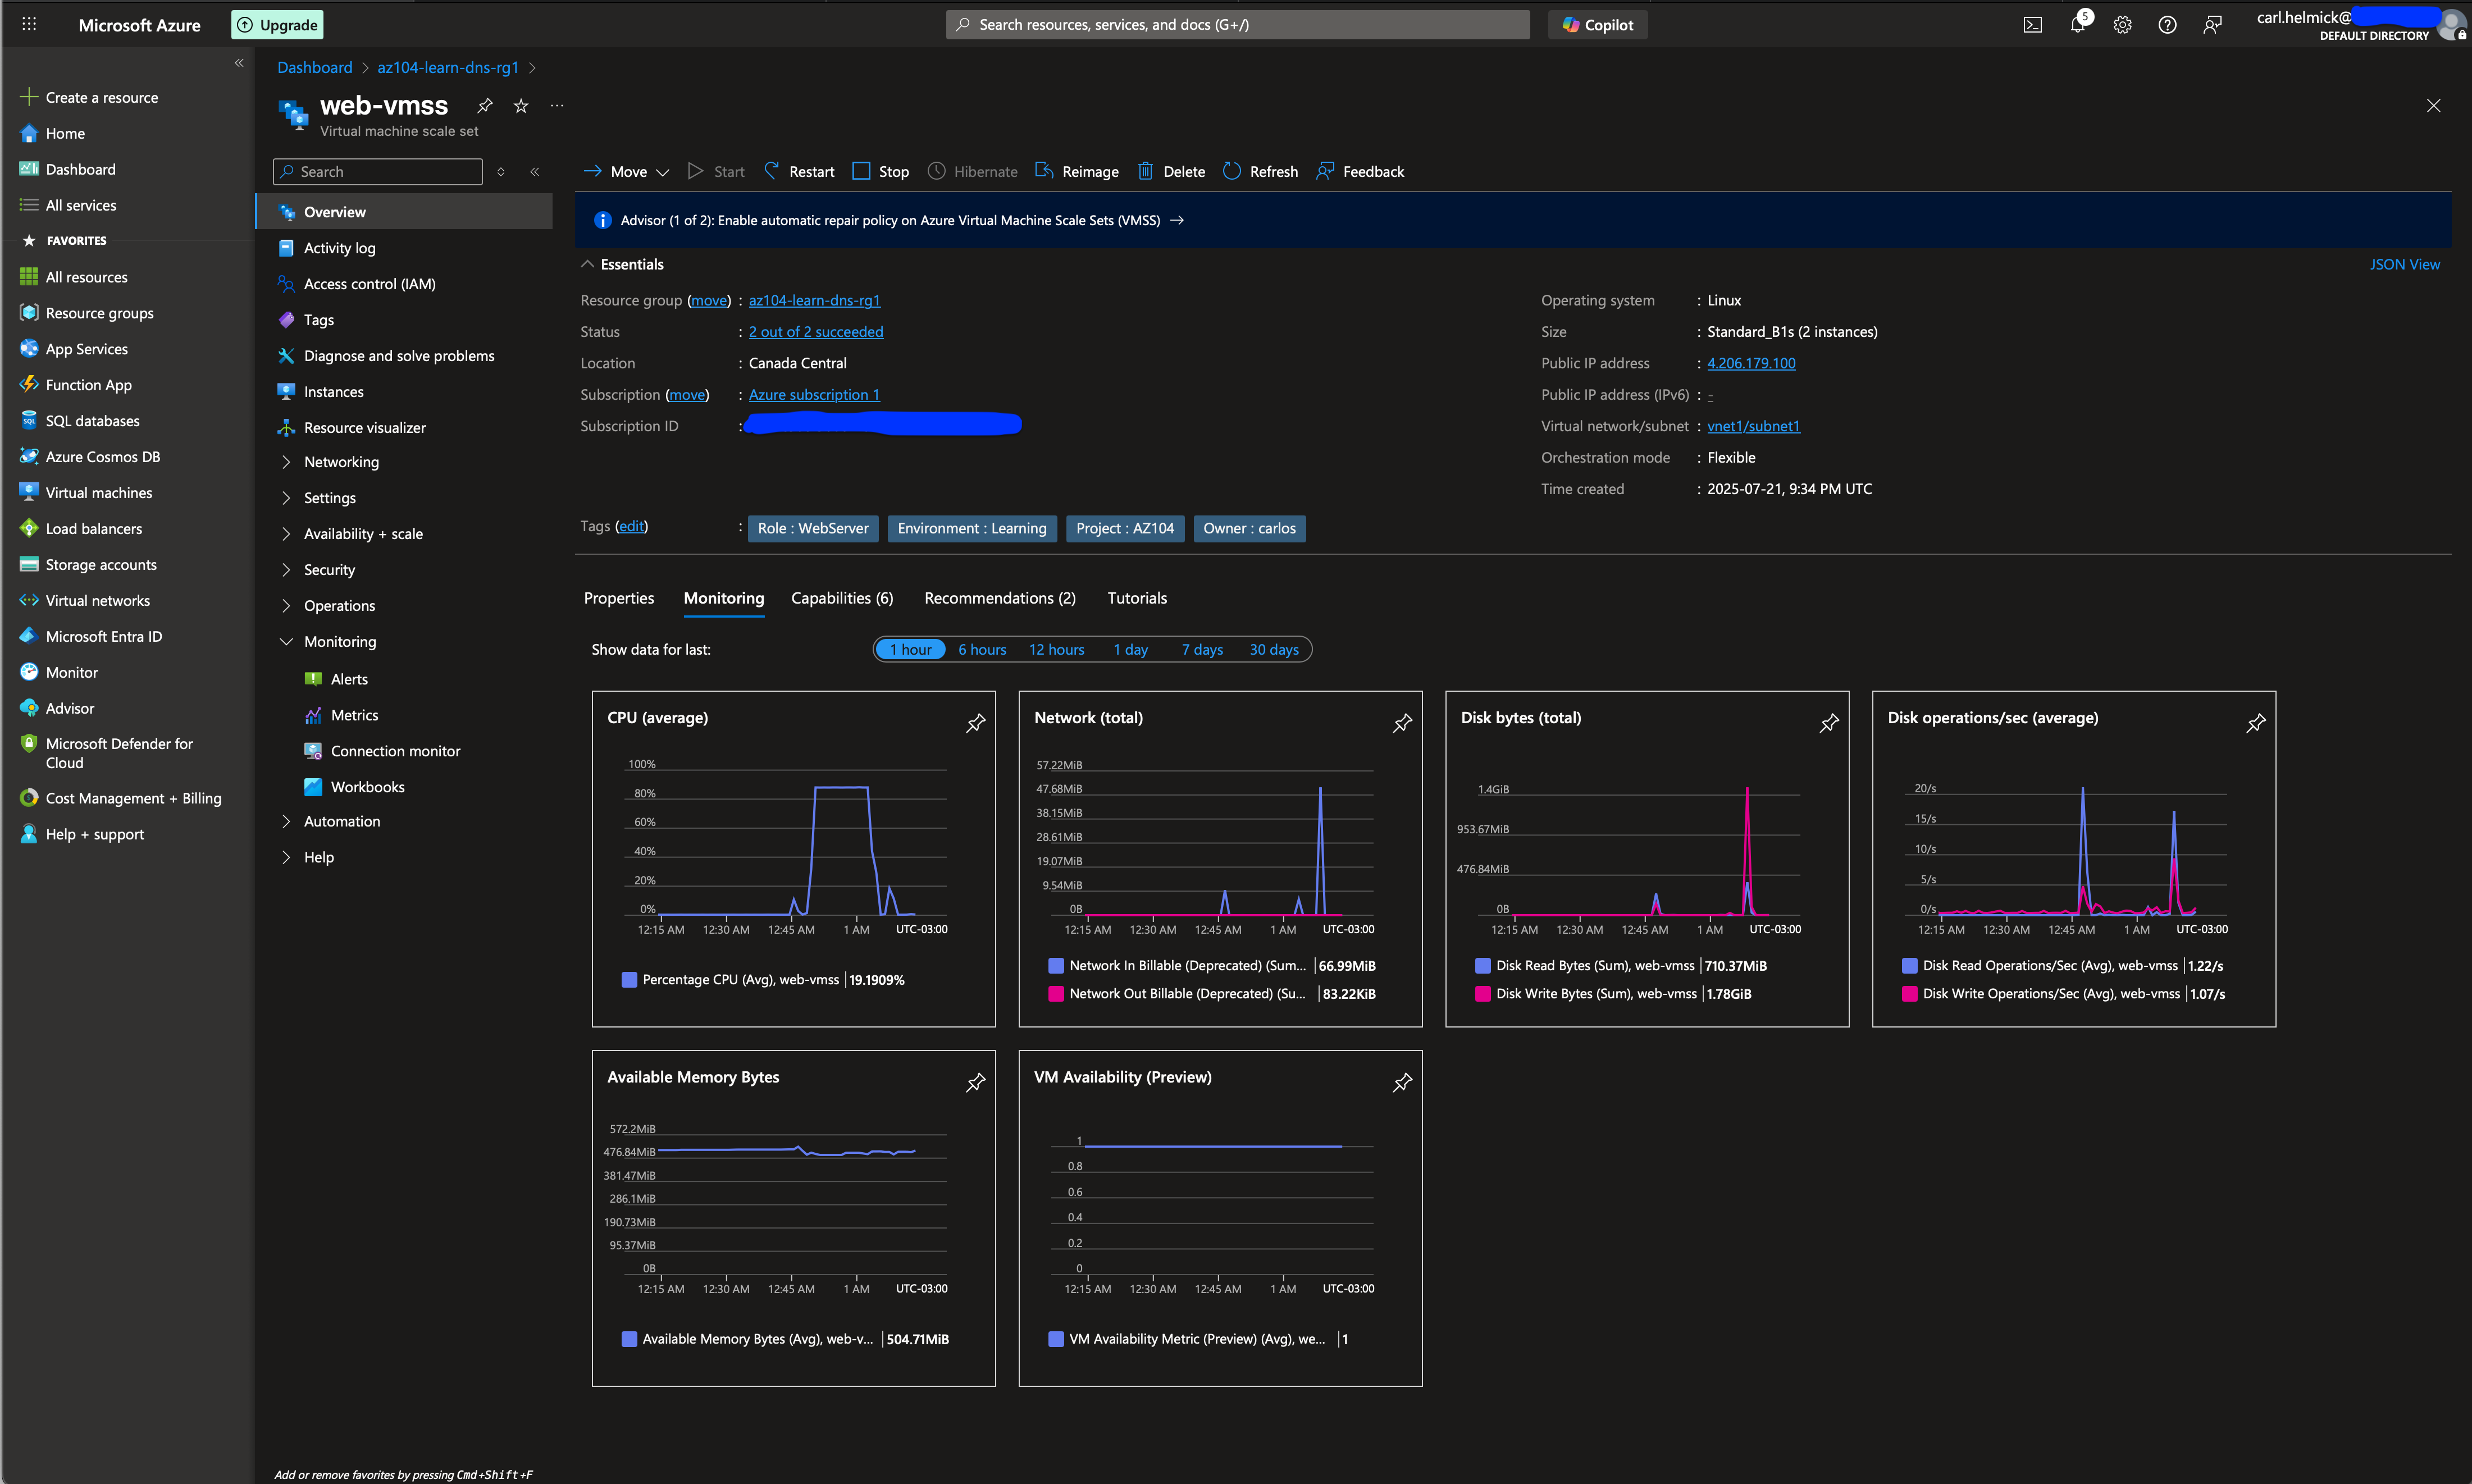 Microsoft Azure
Upgrade
Search resources, services, and docs (G+/)
Copilot
5
carl.helmick@
DEFAULT DIRECTORY
Create a resource
Home
Dashboard
All services
FAVORITES
All resources
Resource groups
App Services
Function App
SQL databases
Azure Cosmos DB
Virtual machines
Load balancers
Storage accounts
Virtual networks
Microsoft Entra ID
Monitor
Advisor
Microsoft Defender for
Cloud
Cost Management + Billing
Help + support
Dashboard > az104-learn-dns-rg1 >
web-vmss
Virtual machine scale set
Search
Overview
Activity log
Access control (IAM)
Tags
Diagnose and solve problems
Instances
Resource visualizer
Networking
Settings
Availability + scale
Security
Operations
Monitoring
Alerts
Metrics
Connection monitor
Workbooks
Automation
Help
Add or remove favorites by pressing Cmd+Shift+F
Move Start Restart Stop Hibernate Reimage Delete Refresh Feedback
Advisor (1 of 2): Enable automatic repair policy on Azure Virtual Machine Scale Sets (VMSS) →
Essentials
JSON View
Resource group (move) : az104-learn-dns-rg1
Status : 2 out of 2 succeeded
Location : Canada Central
Subscription (move) : Azure subscription 1
Subscription ID :
Operating system : Linux
Size : Standard_B1s (2 instances)
Public IP address : 4.206.179.100
Public IP address (IPv6) : -
Virtual network/subnet : vnet1/subnet1
Orchestration mode : Flexible
Time created : 2025-07-21, 9:34 PM UTC
Tags (edit) : Role : WebServer Environment : Learning Project : AZ104 Owner : carlos
Properties Monitoring Capabilities (6) Recommendations (2) Tutorials
Show data for last: 1 hour 6 hours 12 hours 1 day 7 days 30 days
CPU (average)
100%
80%
60%
40%
20%
0%
12:15 AM 12:30 AM 12:45 AM 1 AM UTC-03:00
Percentage CPU (Avg), web-vmss 19.1909%
Network (total)
57.22MiB
47.68MiB
38.15MiB
28.61MiB
19.07MiB
9.54MiB
0B
12:15 AM 12:30 AM 12:45 AM 1 AM UTC-03:00
Network In Billable (Deprecated) (Sum... 66.99MiB
Network Out Billable (Deprecated) (Su... 83.22KiB
Disk bytes (total)
1.4GiB
953.67MiB
476.84MiB
0B
12:15 AM 12:30 AM 12:45 AM 1 AM UTC-03:00
Disk Read Bytes (Sum), web-vmss 710.37MiB
Disk Write Bytes (Sum), web-vmss 1.78GiB
Disk operations/sec (average)
20/s
15/s
10/s
5/s
0/s
12:15 AM 12:30 AM 12:45 AM 1 AM UTC-03:00
Disk Read Operations/Sec (Avg), web-vmss 1.22/s
Disk Write Operations/Sec (Avg), web-vmss 1.07/s
Available Memory Bytes
572.2MiB
476.84MiB
381.47MiB
286.1MiB
190.73MiB
95.37MiB
0B
12:15 AM 12:30 AM 12:45 AM 1 AM UTC-03:00
Available Memory Bytes (Avg), web-v... 504.71MiB
VM Availability (Preview)
1
0.8
0.6
0.4
0.2
0
12:15 AM 12:30 AM 12:45 AM 1 AM UTC-03:00
VM Availability Metric (Preview) (Avg), we... 1